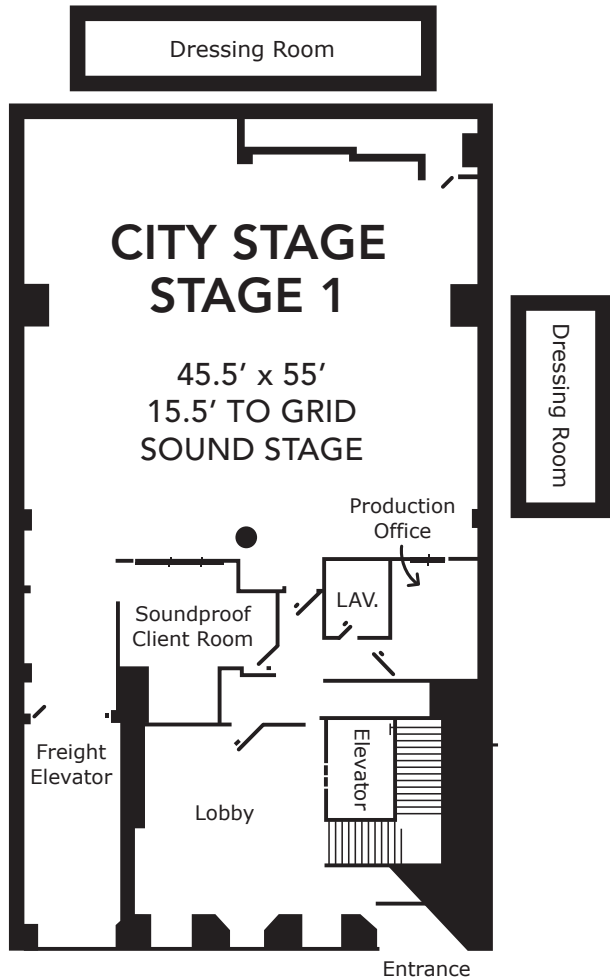 Dressing Room
CITY STAGE
STAGE 1
45.5’ x 55’
15.5’ TO GRID
SOUND STAGE
Dressing Room
Production
Office
LAV.
Soundproof
Client Room
Freight
Elevator
Elevator
Lobby
Entrance